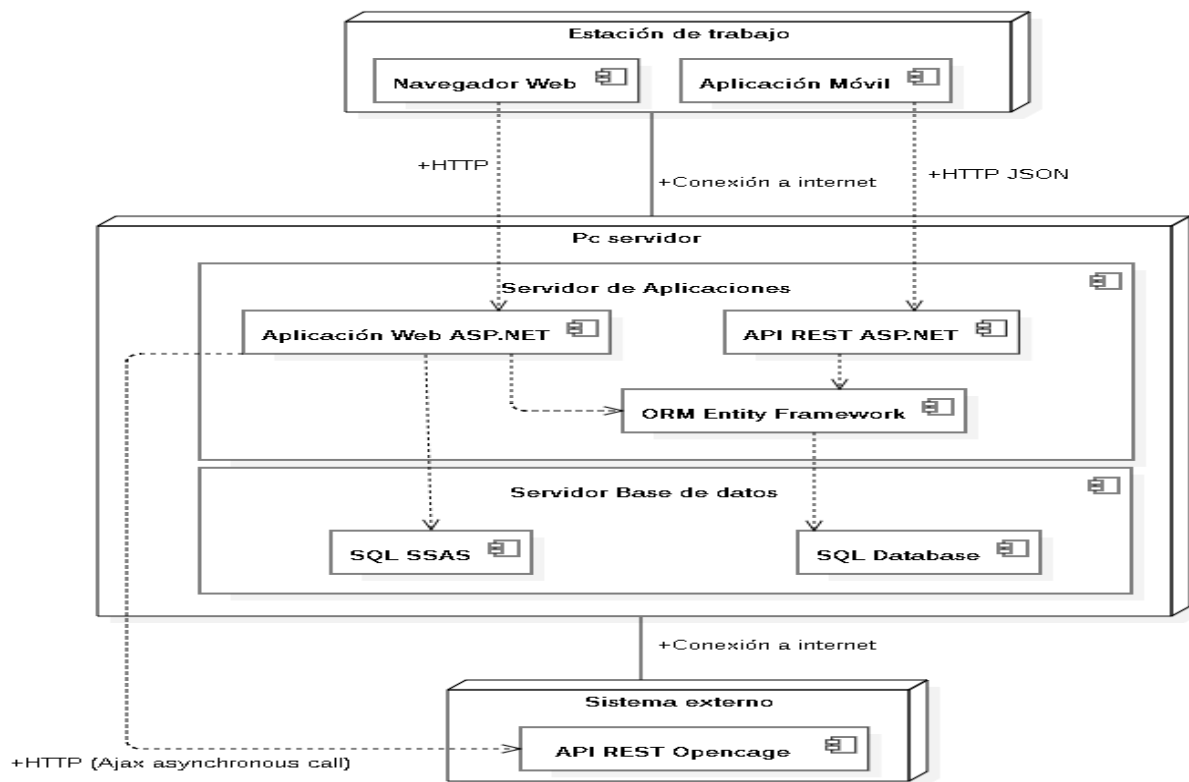 Estación de trabajo
Navegador Web
Aplicación Móvil
+HTTP
+Conexión a internet
+HTTP JSON
Pc servidor
Servidor de Aplicaciones
Aplicación Web ASP.NET
API REST ASP.NET
ORM Entity Framework
Servidor Base de datos
SQL SSAS
SQL Database
+Conexión a internet
Sistema externo
API REST Opencage
+HTTP (Ajax asynchronous call)